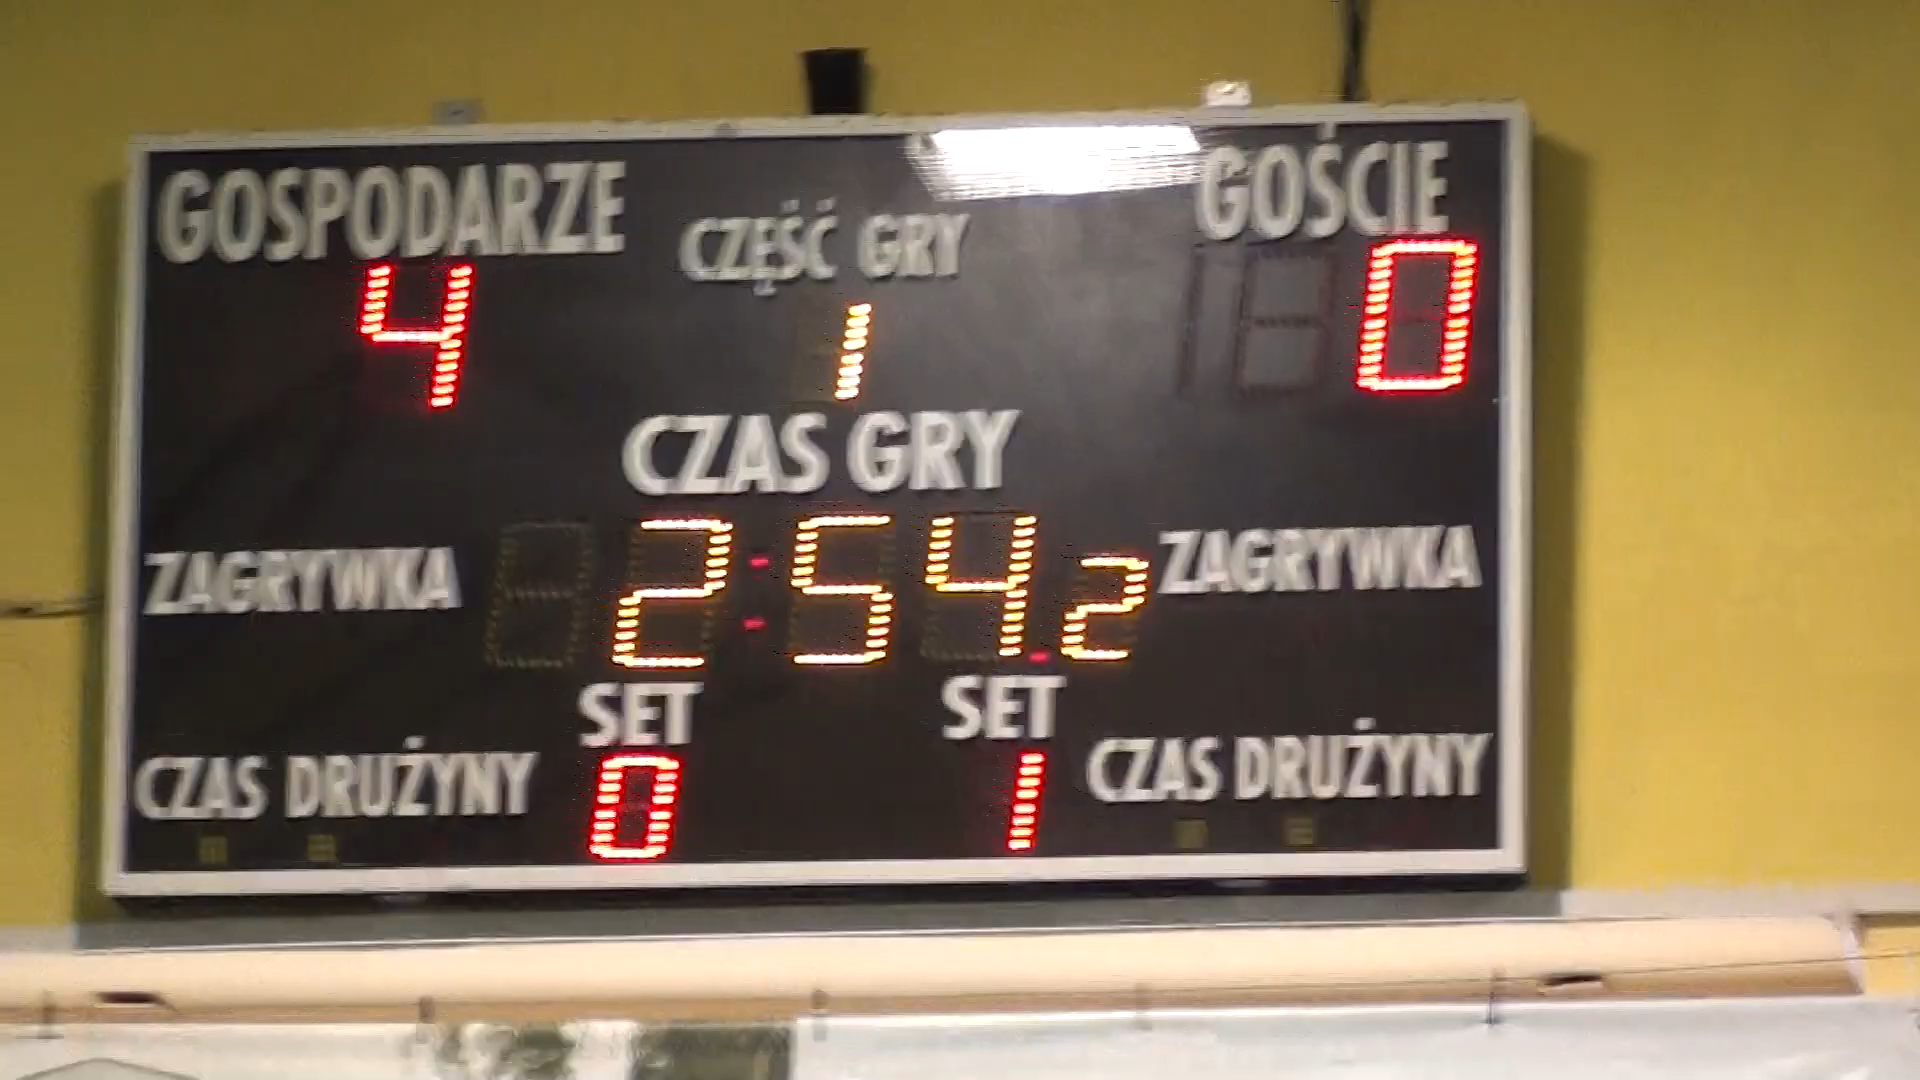 GOSPODARZE
CZĘŚĆ GRY
GOŚCIE
4
1
0
CZAS GRY
ZAGRYWKA
2:54.2
ZAGRYWKA
SET
SET
CZAS DRUŻYNY
0
1
CZAS DRUŻYNY